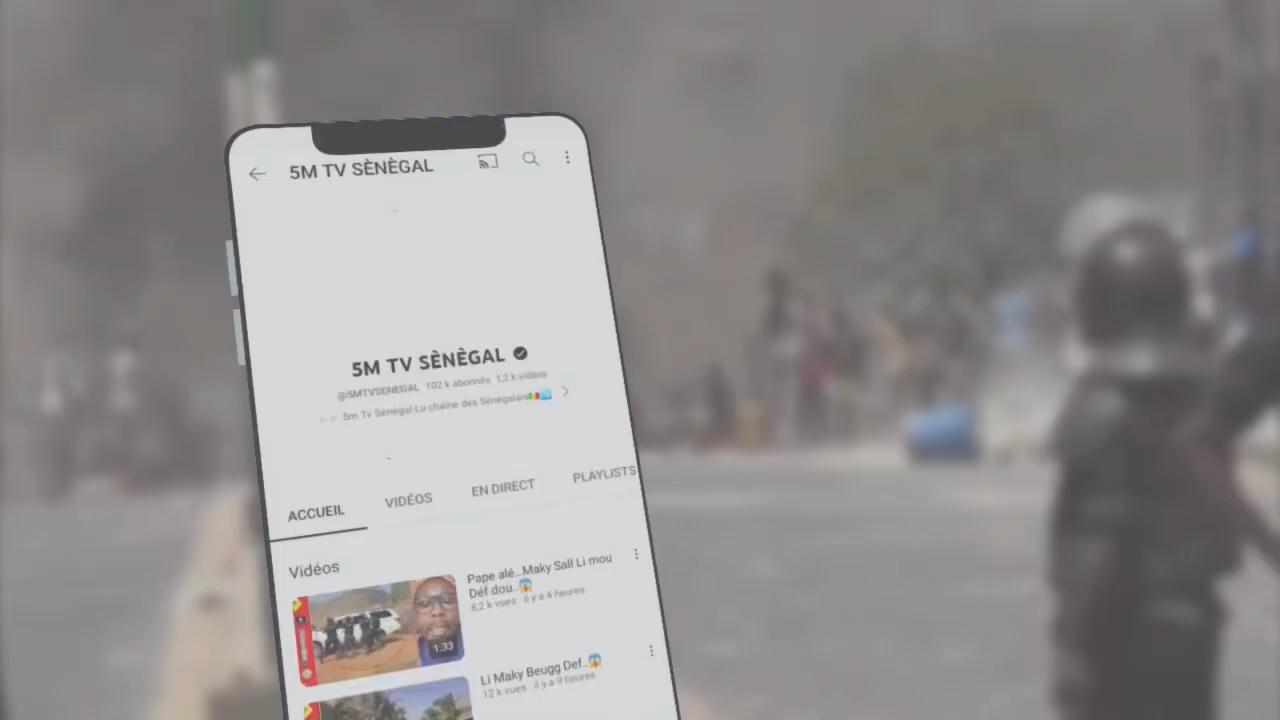 5M TV SÈNÈGAL
5M TV SÈNÈGAL
@5MTVSENEGAL 102 k abonnés 1,2 k vidéos
5m Tv Sénégal La chaîne des Sénégalais
ACCUEIL VIDÉOS EN DIRECT PLAYLISTS
Vidéos
Pape alé...Maky Sall Li mou
Déf dou..😱
8,2 k vues · il y a 4 heures
1:33
Li Maky Beugg Def..😱
12 k vues · il y a 9 heures